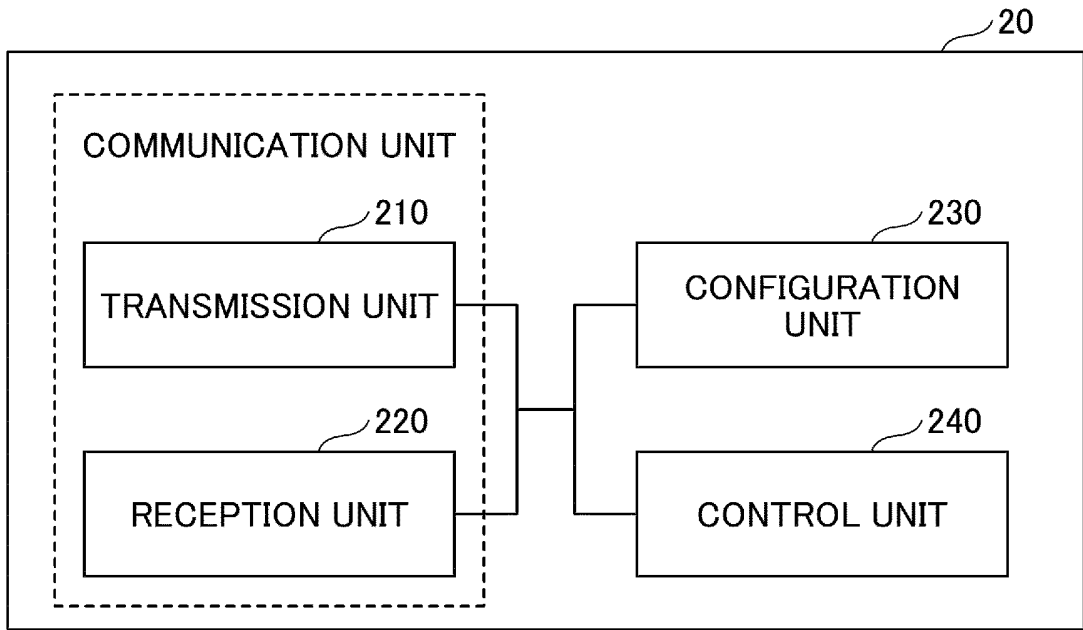 20
COMMUNICATION UNIT
210
TRANSMISSION UNIT
220
RECEPTION UNIT
230
CONFIGURATION
UNIT
240
CONTROL UNIT